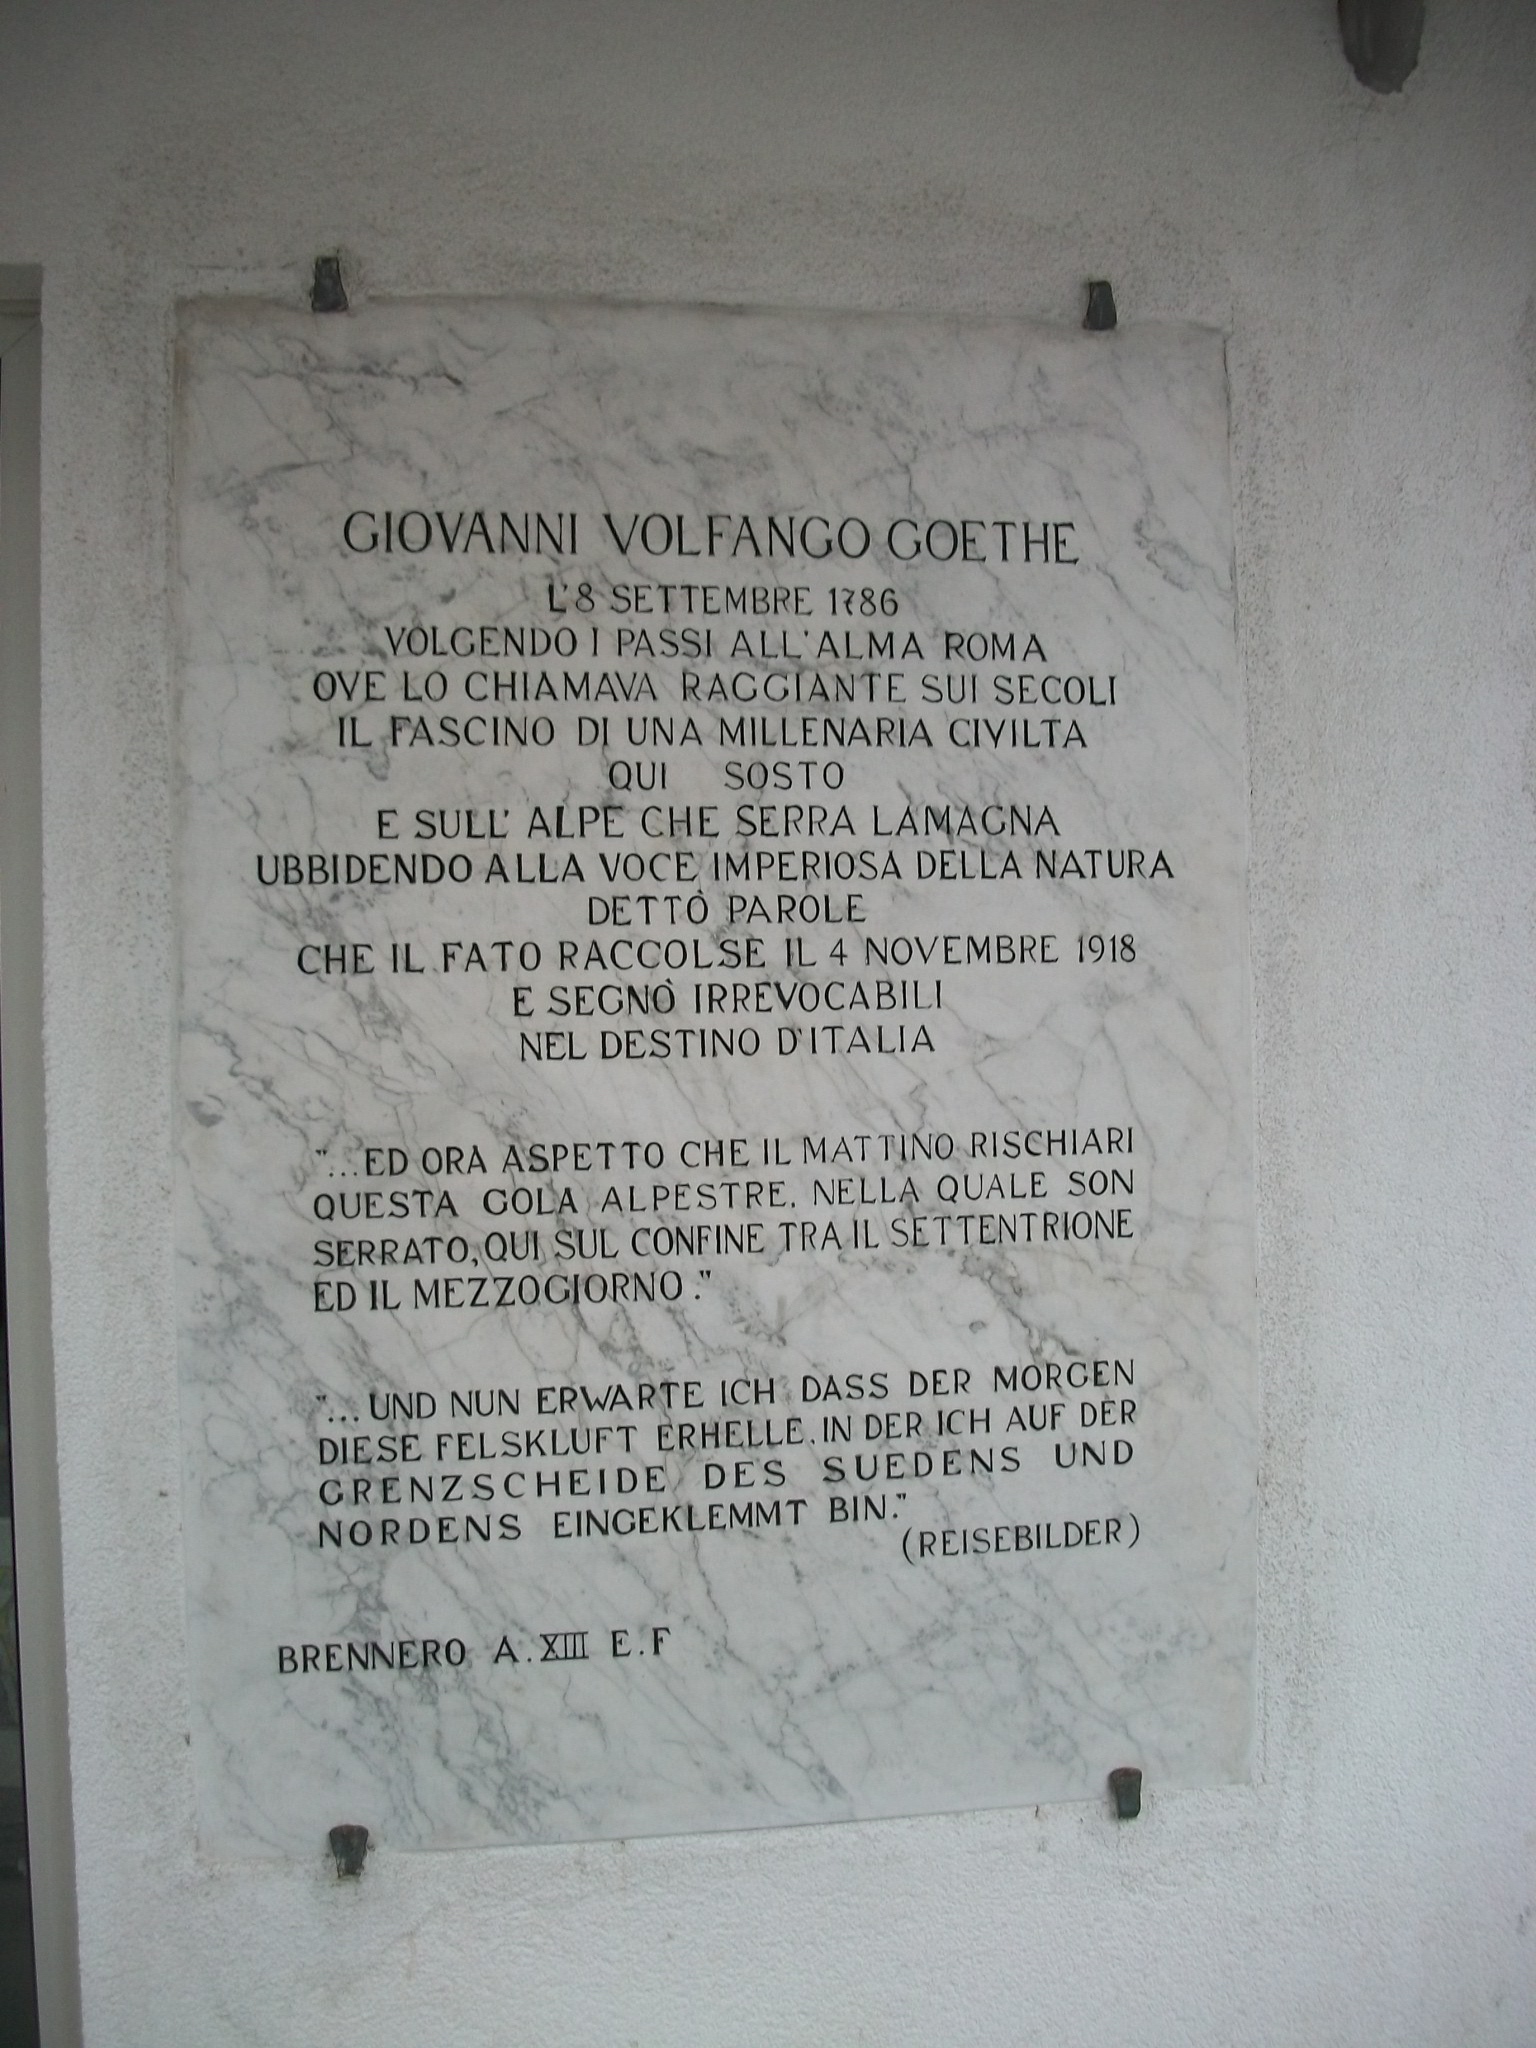 GIOVANNI VOLFANGO GOETHE
L'8 SETTEMBRE 1786
VOLGENDO I PASSI ALL'ALMA ROMA
OVE LO CHIAMAVA RAGGIANTE SUI SECOLI
IL FASCINO DI UNA MILLENARIA CIVILTA
QUI SOSTO
E SULL' ALPE CHE SERRA LAMAGNA
UBBIDENDO ALLA VOCE IMPERIOSA DELLA NATURA
DETTÒ PAROLE
CHE IL FATO RACCOLSE IL 4 NOVEMBRE 1918
E SEGNÒ IRREVOCABILI
NEL DESTINO D'ITALIA
"...ED ORA ASPETTO CHE IL MATTINO RISCHIARI
QUESTA GOLA ALPESTRE. NELLA QUALE SON
SERRATO, QUI SUL CONFINE TRA IL SETTENTRIONE
ED IL MEZZOGIORNO."
"...UND NUN ERWARTE ICH DASS DER MORGEN
DIESE FELSKLUFT ERHELLE. IN DER ICH AUF DER
GRENZSCHEIDE DES SUEDENS UND
NORDENS EINGEKLEMMT BIN."
(REISEBILDER)
BRENNERO A. XIII E.F